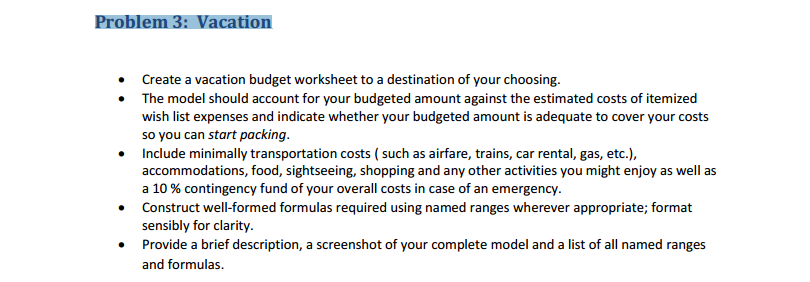 Problem 3:  Vacation
• Create a vacation budget worksheet to a destination of your choosing.
• The model should account for your budgeted amount against the estimated costs of itemized
wish list expenses and indicate whether your budgeted amount is adequate to cover your costs
so you can start packing.
• Include minimally transportation costs ( such as airfare, trains, car rental, gas, etc.),
accommodations, food, sightseeing, shopping and any other activities you might enjoy as well as
a 10 % contingency fund of your overall costs in case of an emergency.
• Construct well-formed formulas required using named ranges wherever appropriate; format
sensibly for clarity.
• Provide a brief description, a screenshot of your complete model and a list of all named ranges
and formulas.